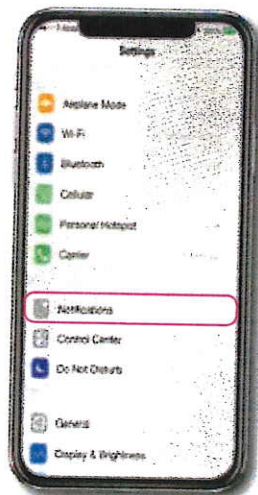 Settings
Airplane Mode
Wi-Fi
Bluetooth
Cellular
Personal Hotspot
Carrier
Notifications
Control Center
Do Not Disturb
General
Display & Brightness